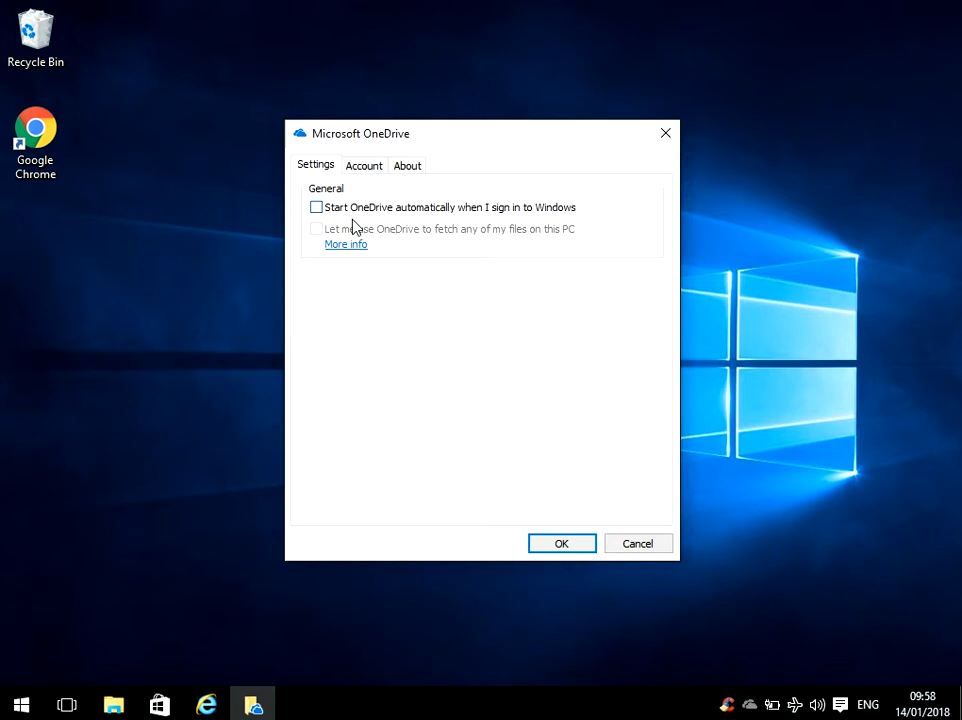 Recycle Bin
Google
Chrome
Microsoft OneDrive
Settings
Account
About
General
Start OneDrive automatically when I sign in to Windows
Let me use OneDrive to fetch any of my files on this PC
More info
OK
Cancel
ENG
09:58
14/01/2018